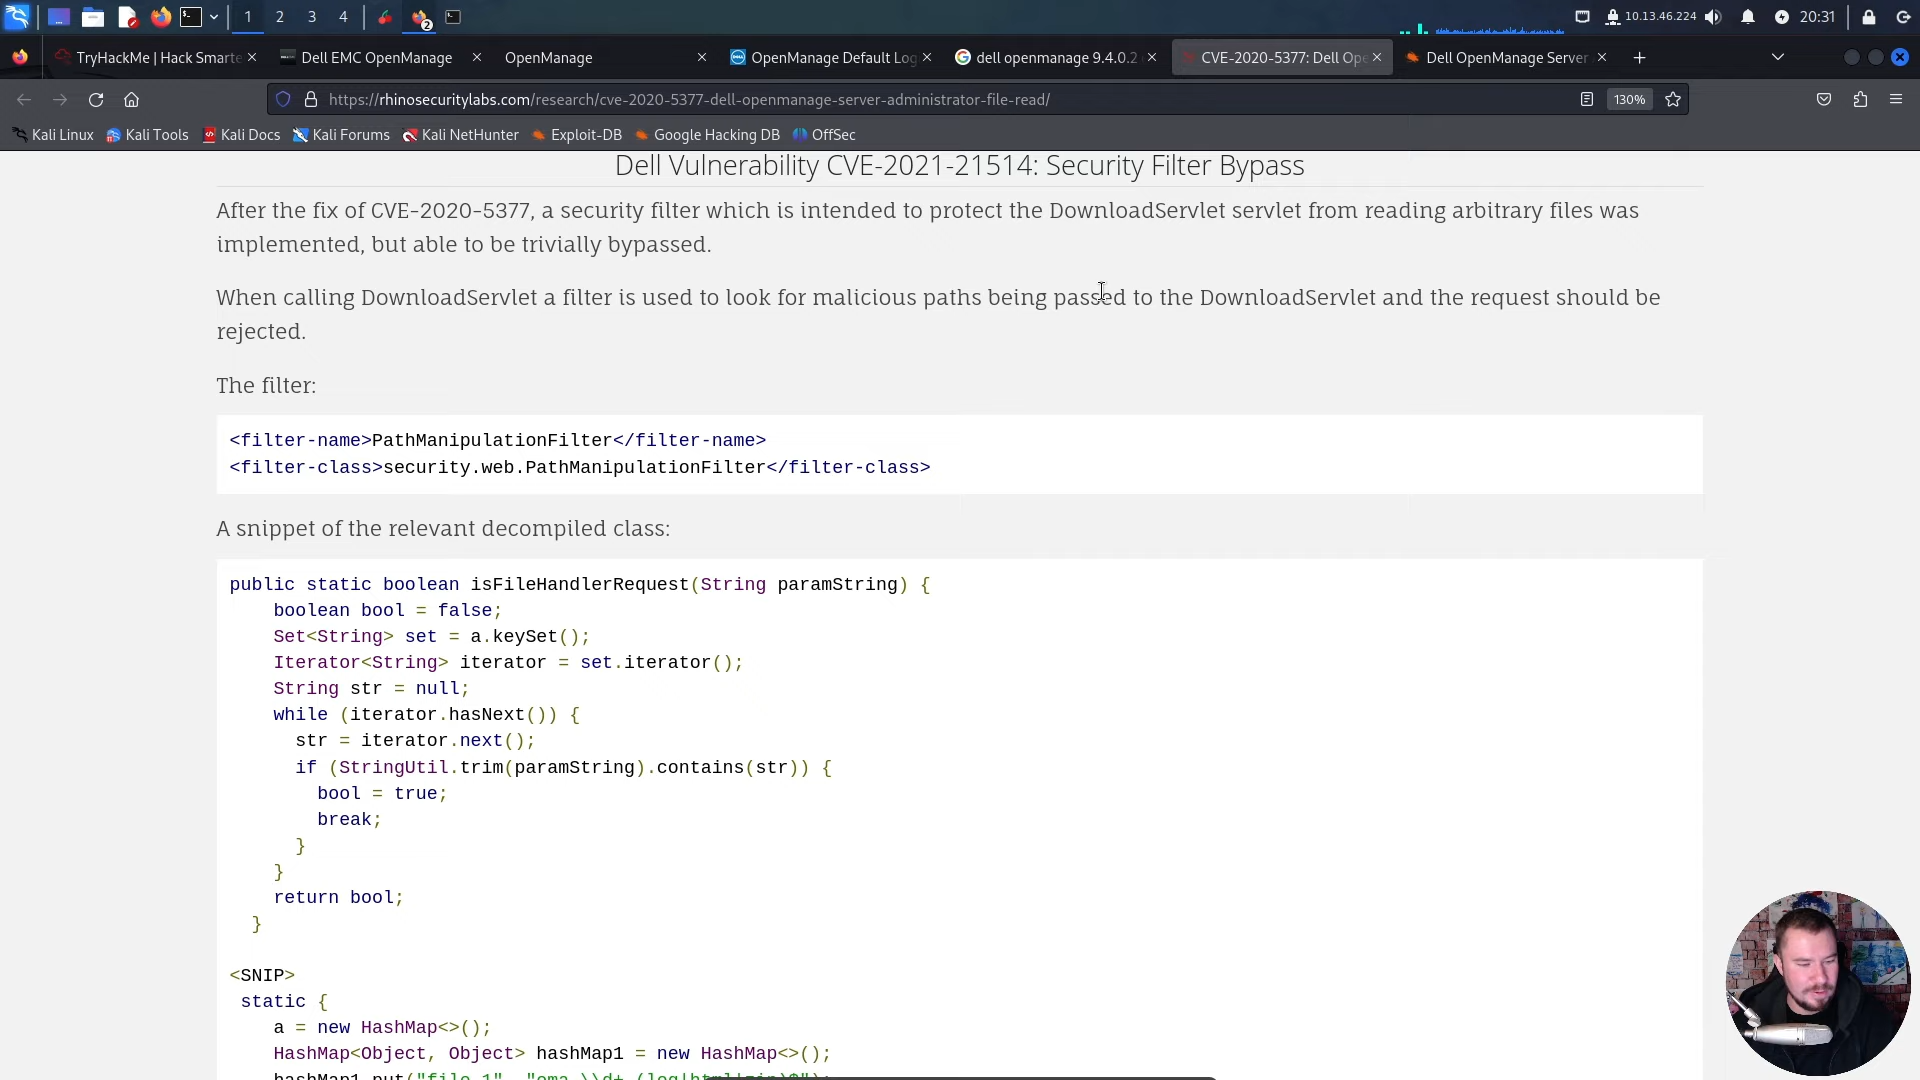 1 2 3 4 2 10.13.46.224 20:31
TryHackMe | Hack Smarte
Dell EMC OpenManage
OpenManage
OpenManage Default Log
dell openmanage 9.4.0.2
CVE-2020-5377: Dell Ope
Dell OpenManage Server
https://rhinosecuritylabs.com/research/cve-2020-5377-dell-openmanage-server-administrator-file-read/ 130%
Kali Linux Kali Tools Kali Docs Kali Forums Kali NetHunter Exploit-DB Google Hacking DB OffSec
Dell Vulnerability CVE-2021-21514: Security Filter Bypass
After the fix of CVE-2020-5377, a security filter which is intended to protect the DownloadServlet servlet from reading arbitrary files was
implemented, but able to be trivially bypassed.
When calling DownloadServlet a filter is used to look for malicious paths being passed to the DownloadServlet and the request should be
rejected.
The filter:
<filter-name>PathManipulationFilter</filter-name>
<filter-class>security.web.PathManipulationFilter</filter-class>
A snippet of the relevant decompiled class:
public static boolean isFileHandlerRequest(String paramString) {
boolean bool = false;
Set<String> set = a.keySet();
Iterator<String> iterator = set.iterator();
String str = null;
while (iterator.hasNext()) {
str = iterator.next();
if (StringUtil.trim(paramString).contains(str)) {
bool = true;
break;
}
}
return bool;
}
<SNIP>
static {
a = new HashMap<>();
HashMap<Object, Object> hashMap1 = new HashMap<>();